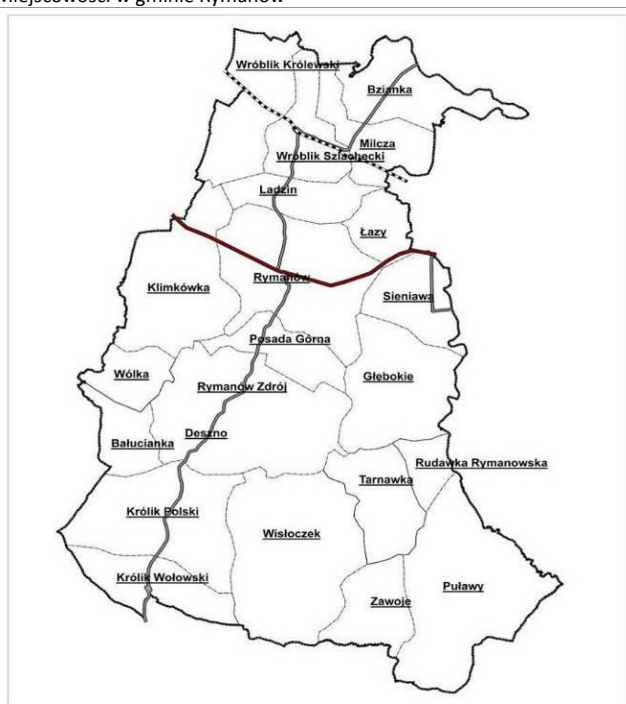 Miejscowości w gminie Rymanów
Wróblik Królewski
Bzianka
Milcza
Wróblik Szlachecki
Ladzin
Łazy
Klimkówka
Rymanów
Sieniawa
Posada Górna
Wólka
Rymanów Zdrój
Głębokie
Deszno
Bałucianka
Rudawka Rymanowska
Tarnawka
Królik Polski
Wisłoczek
Królik Wołowski
Zawoje
Puławy